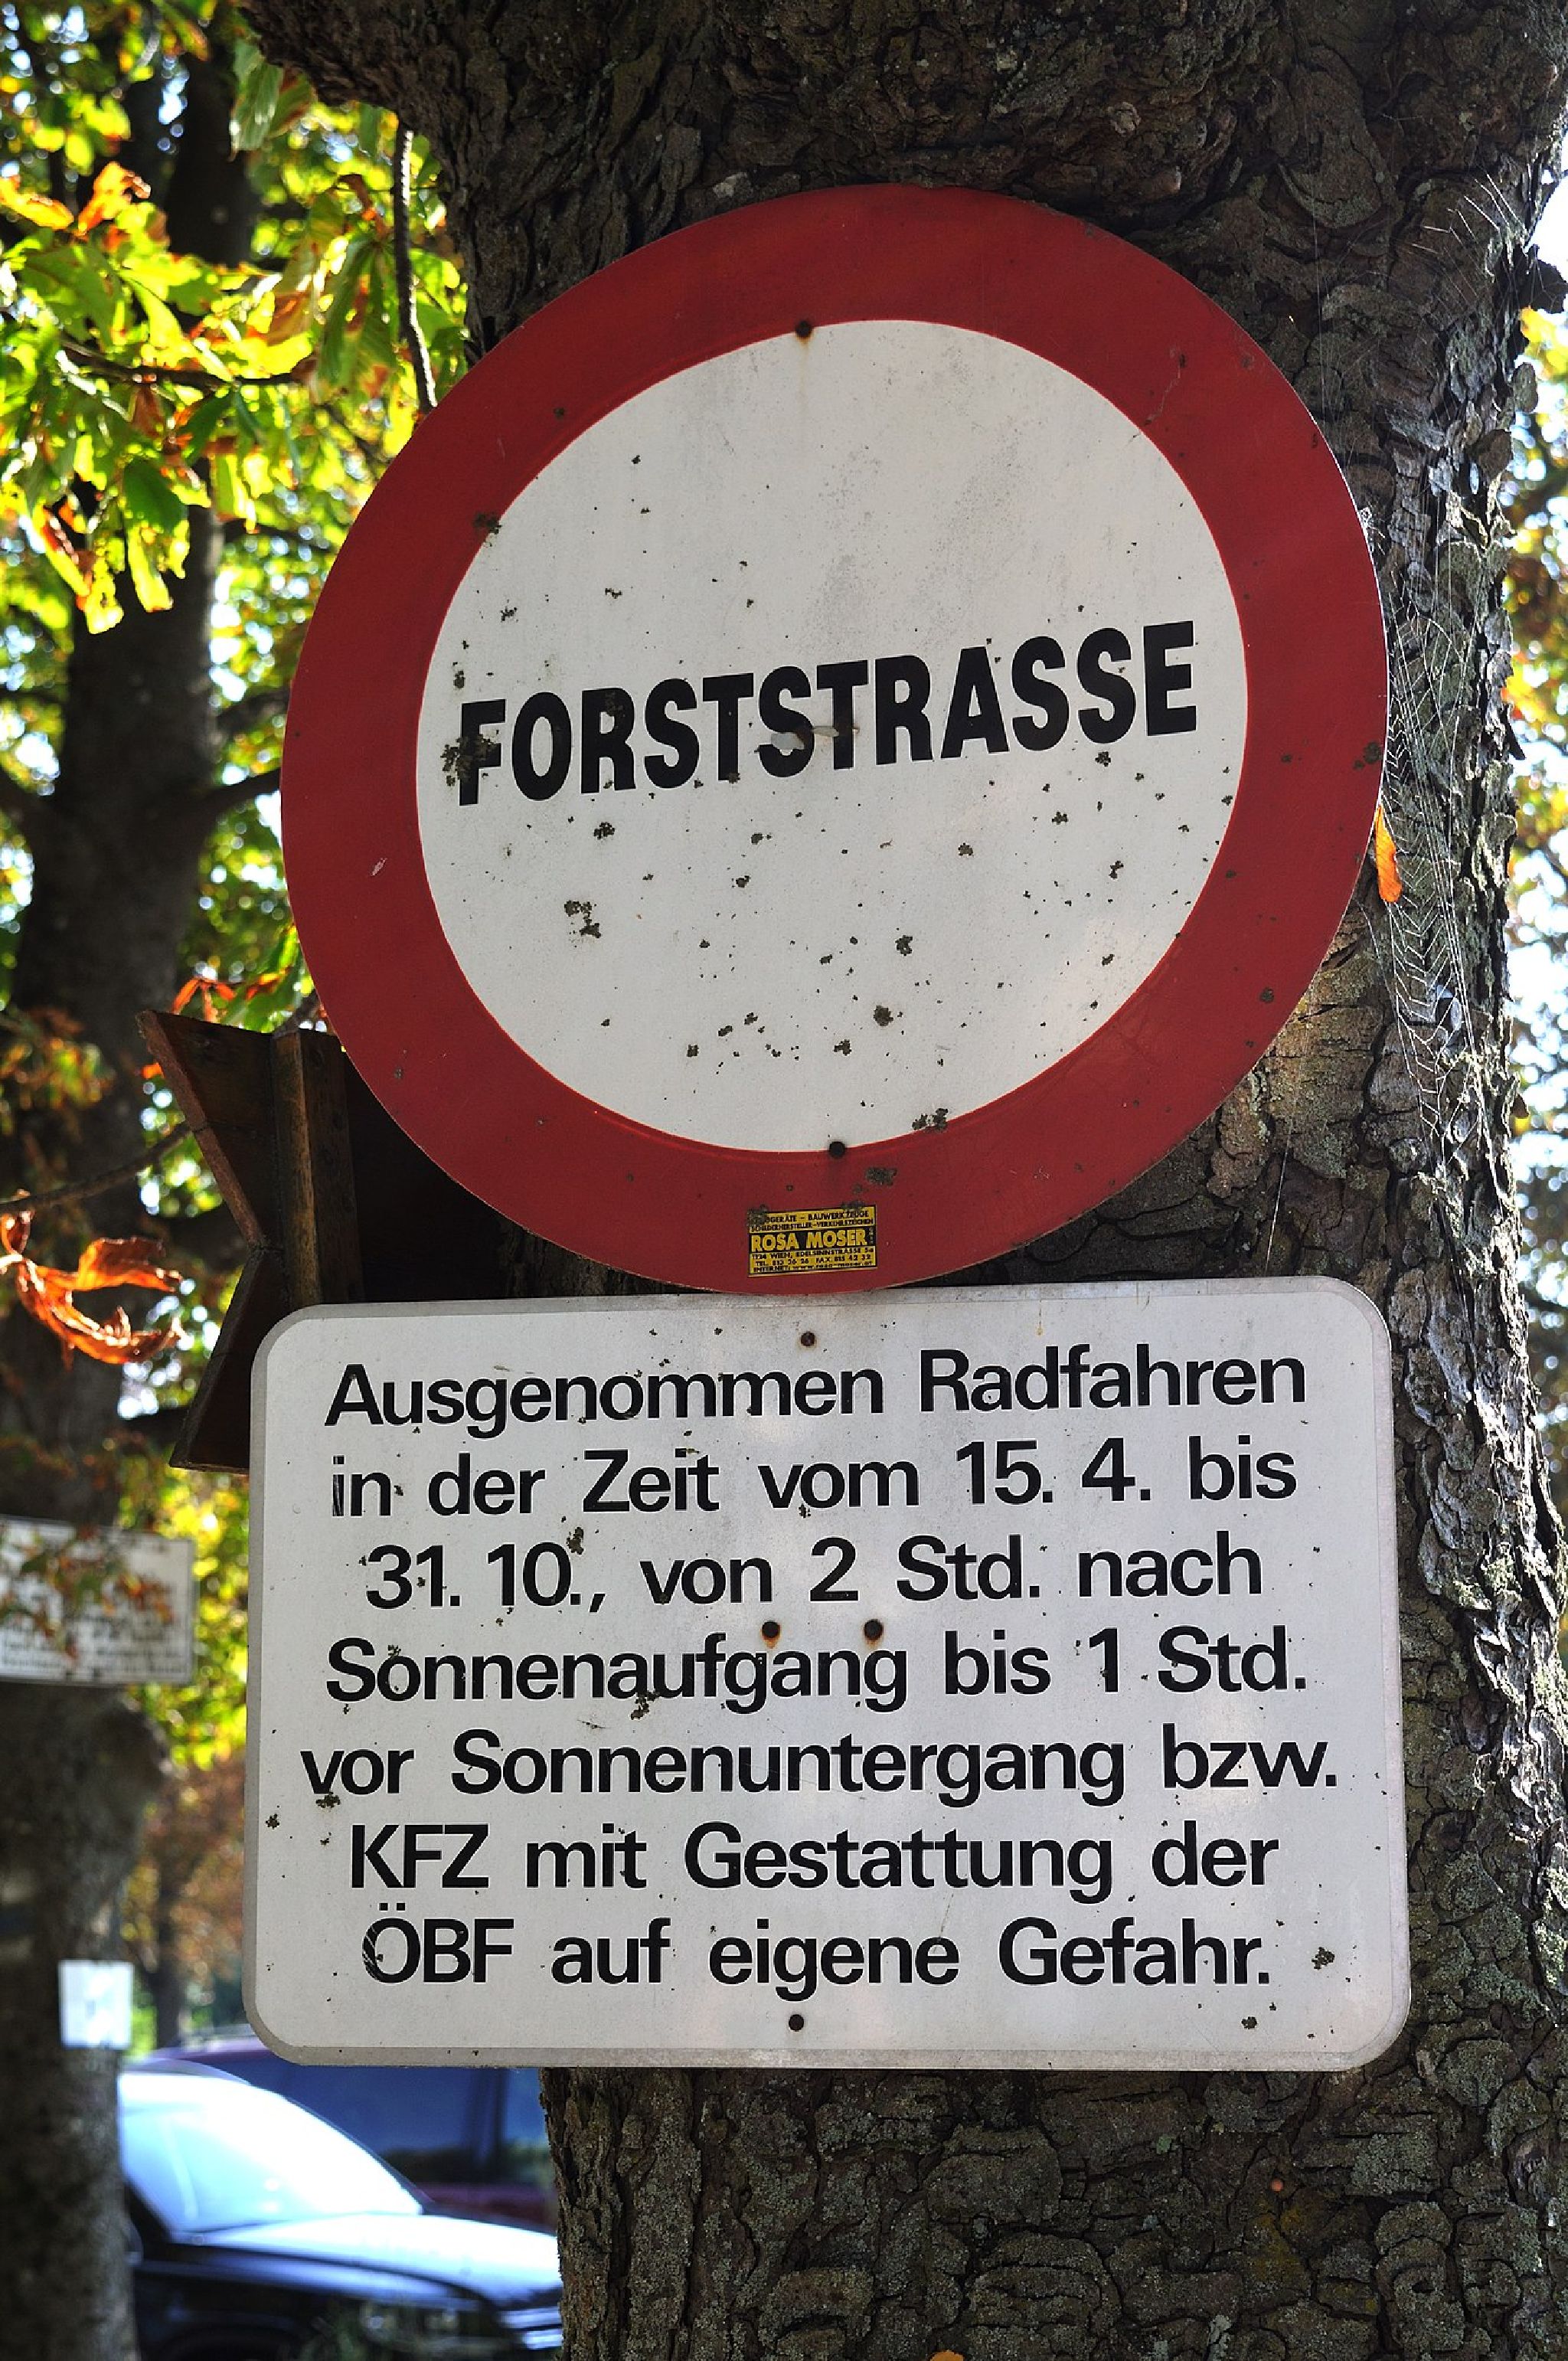 FORSTSTRASSE
ROSA MOSER
Ausgenommen Radfahren
in der Zeit vom 15. 4. bis
31. 10., von 2 Std. nach
Sonnenaufgang bis 1 Std.
vor Sonnenuntergang bzw.
KFZ mit Gestattung der
ÖBF auf eigene Gefahr.